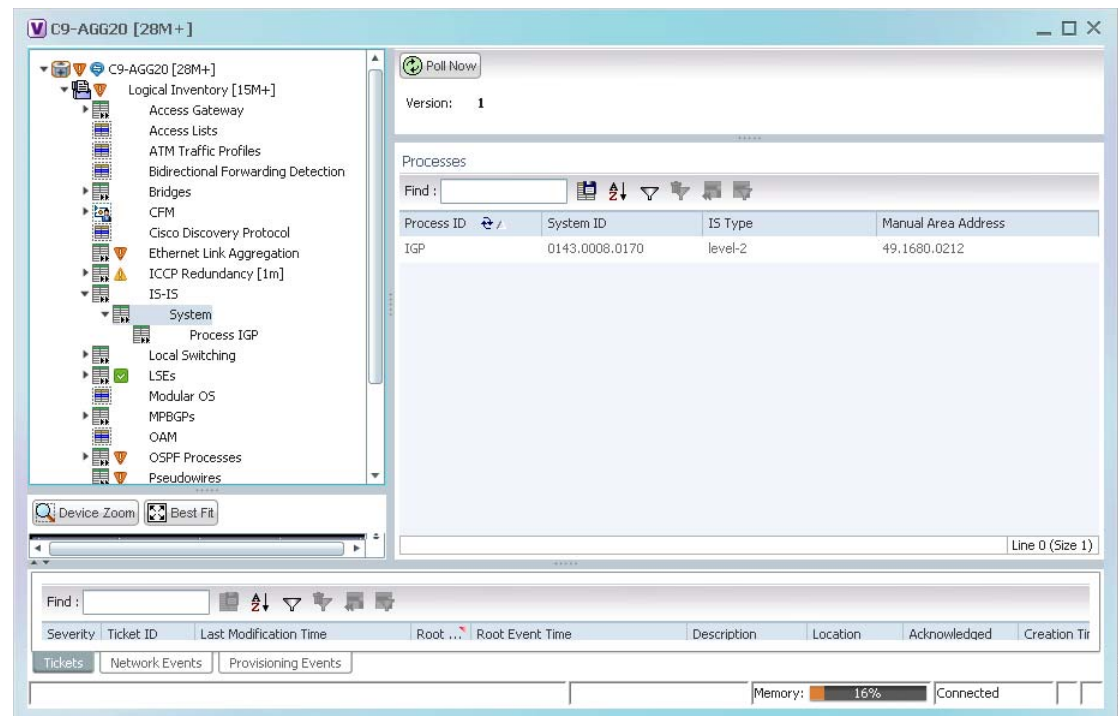 V C9-AGG20 [28M+]
C9-AGG20 [28M+]
Logical Inventory [15M+]
Access Gateway
Access Lists
ATM Traffic Profiles
Bidirectional Forwarding Detection
Bridges
CFM
Cisco Discovery Protocol
Ethernet Link Aggregation
ICCP Redundancy [1m]
IS-IS
System
Process IGP
Local Switching
LSEs
Modular OS
MPBGPs
OAM
OSPF Processes
Pseudowires
Device Zoom Best Fit
Poll Now
Version: 1
Processes
Find :
Process ID System ID IS Type Manual Area Address
IGP 0143.0008.0170 level-2 49.1680.0212
Line 0 (Size 1)
Find :
Severity Ticket ID Last Modification Time Root ... Root Event Time Description Location Acknowledged Creation Tir
Tickets Network Events Provisioning Events
Memory: 16% Connected